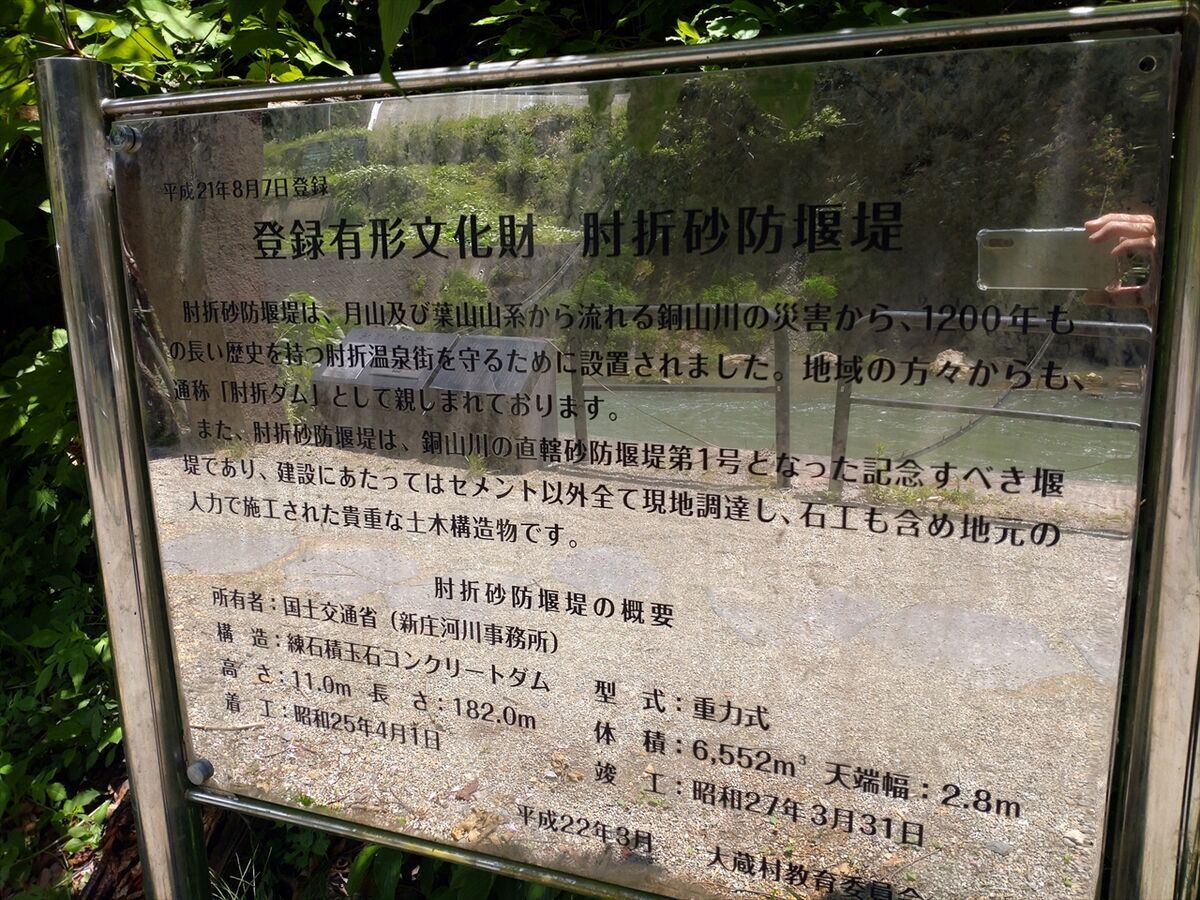 平成21年8月7日登録
登録有形文化財 肘折砂防堰堤
肘折砂防堰堤は、月山及び葉山山系から流れる銅山川の災害から、1200年も
の長い歴史を持つ肘折温泉街を守るために設置されました。地域の方々からも、
通称「肘折ダム」として親しまれております。
また、肘折砂防堰堤は、銅山川の直轄砂防堰堤第1号となった記念すべき堰
堤であり、建設にあたってはセメント以外全て現地調達し、石工も含め地元の
人力で施工された貴重な土木構造物です。
肘折砂防堰堤の概要
所有者：国土交通省（新庄河川事務所）
構 造：練石積玉石コンクリートダム 型 式：重力式
高 さ：11.0m 長 さ：182.0m 体 積：6,552m³ 天端幅：2.8m
着 工：昭和25年4月1日 竣 工：昭和27年3月31日
平成22年3月 大蔵村教育委員会